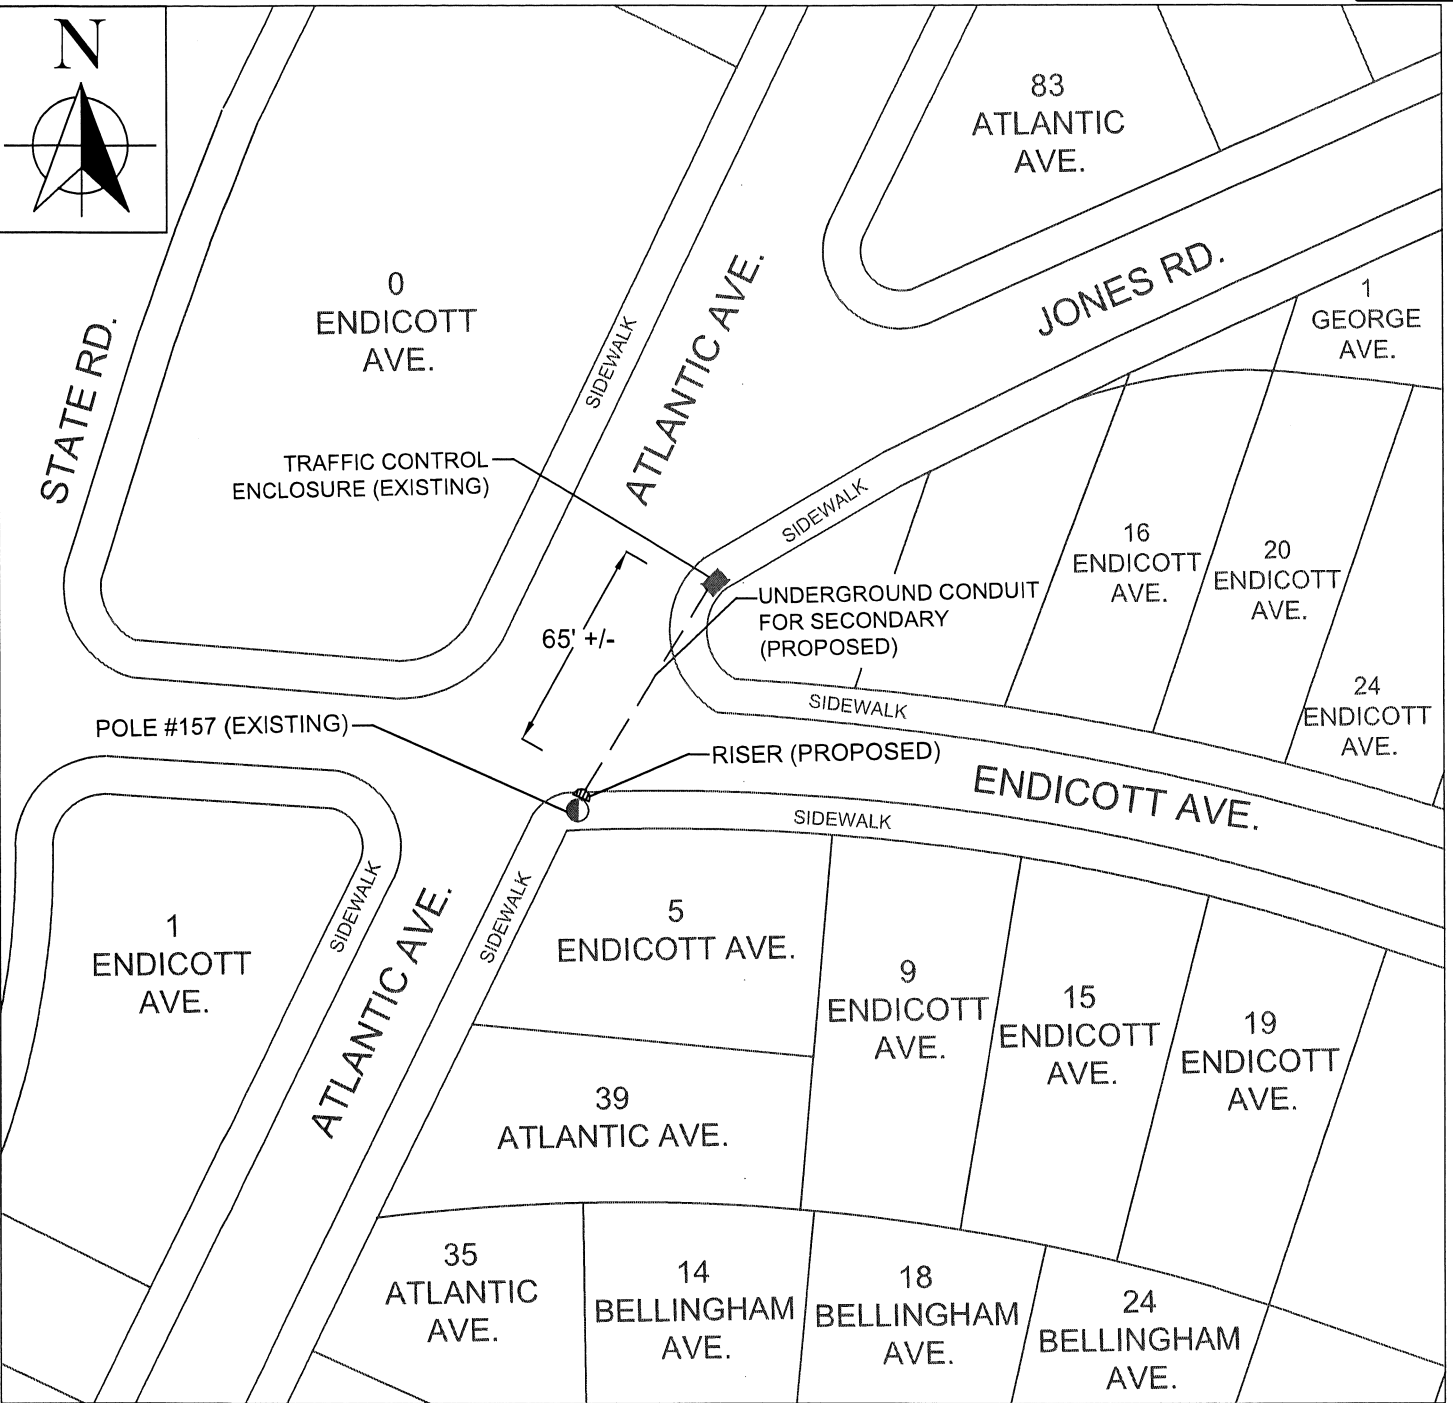 N
83
ATLANTIC
AVE.
0
ENDICOTT
AVE.
STATE RD.
SIDEWALK
ATLANTIC AVE.
JONES RD.
1
GEORGE
AVE.
TRAFFIC CONTROL
ENCLOSURE (EXISTING)
SIDEWALK
16
ENDICOTT
AVE.
20
ENDICOTT
AVE.
24
ENDICOTT
AVE.
65' +/-
UNDERGROUND CONDUIT
FOR SECONDARY
(PROPOSED)
SIDEWALK
POLE #157 (EXISTING)
RISER (PROPOSED)
ENDICOTT AVE.
SIDEWALK
SIDEWALK
SIDEWALK
1
ENDICOTT
AVE.
ATLANTIC AVE.
5
ENDICOTT AVE.
9
ENDICOTT
AVE.
15
ENDICOTT
AVE.
19
ENDICOTT
AVE.
39
ATLANTIC AVE.
35
ATLANTIC
AVE.
14
BELLINGHAM
AVE.
18
BELLINGHAM
AVE.
24
BELLINGHAM
AVE.